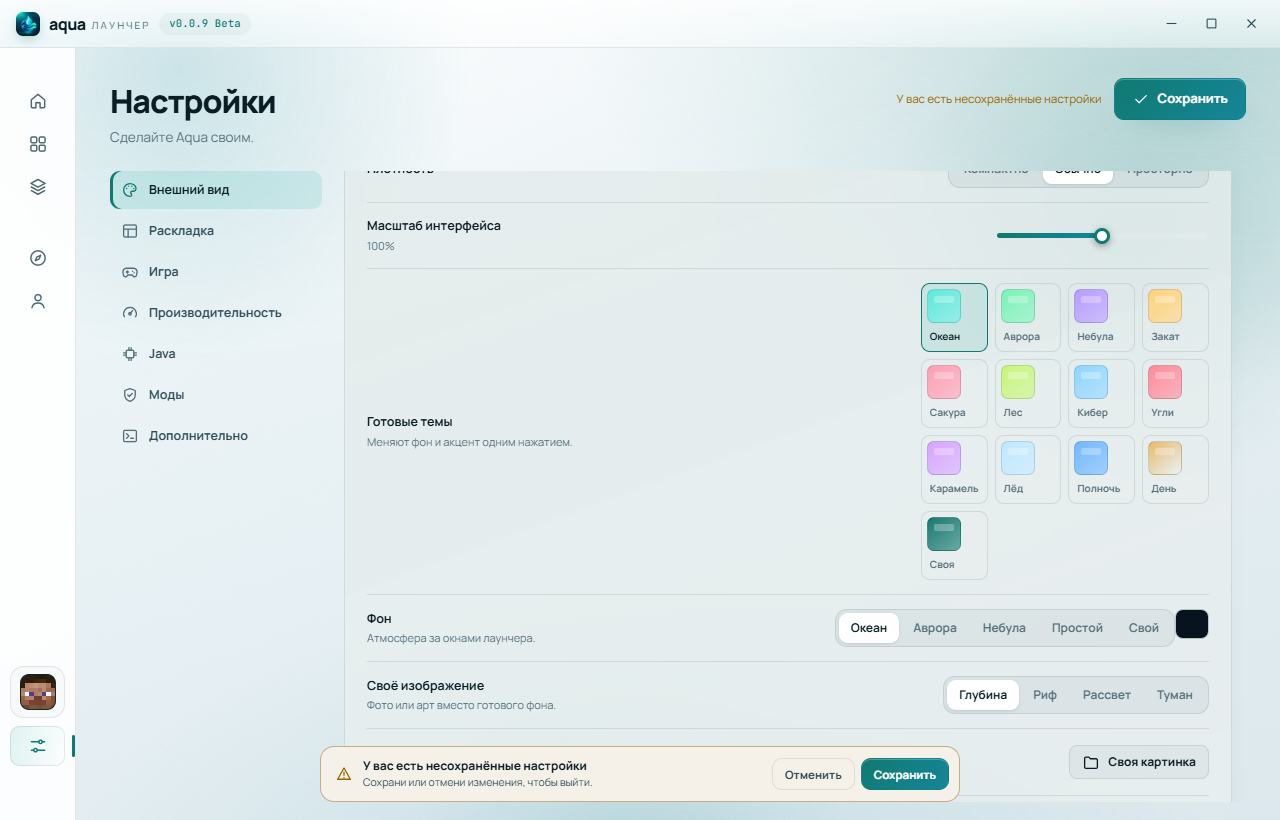 aqua ЛАУНЧЕР v0.0.9 Beta
Настройки
Сделайте Aqua своим.
У вас есть несохранённые настройки
Сохранить
Внешний вид
Раскладка
Игра
Производительность
Java
Моды
Дополнительно
Плотность
Компактно Обычно Просторно
Масштаб интерфейса
100%
Готовые темы
Меняют фон и акцент одним нажатием.
Океан Аврора Небула Закат
Сакура Лес Кибер Угли
Карамель Лёд Полночь День
Своя
Фон
Атмосфера за окнами лаунчера.
Океан Аврора Небула Простой Свой
Своё изображение
Фото или арт вместо готового фона.
Глубина Риф Рассвет Туман
Своя картинка
У вас есть несохранённые настройки
Сохрани или отмени изменения, чтобы выйти.
Отменить Сохранить